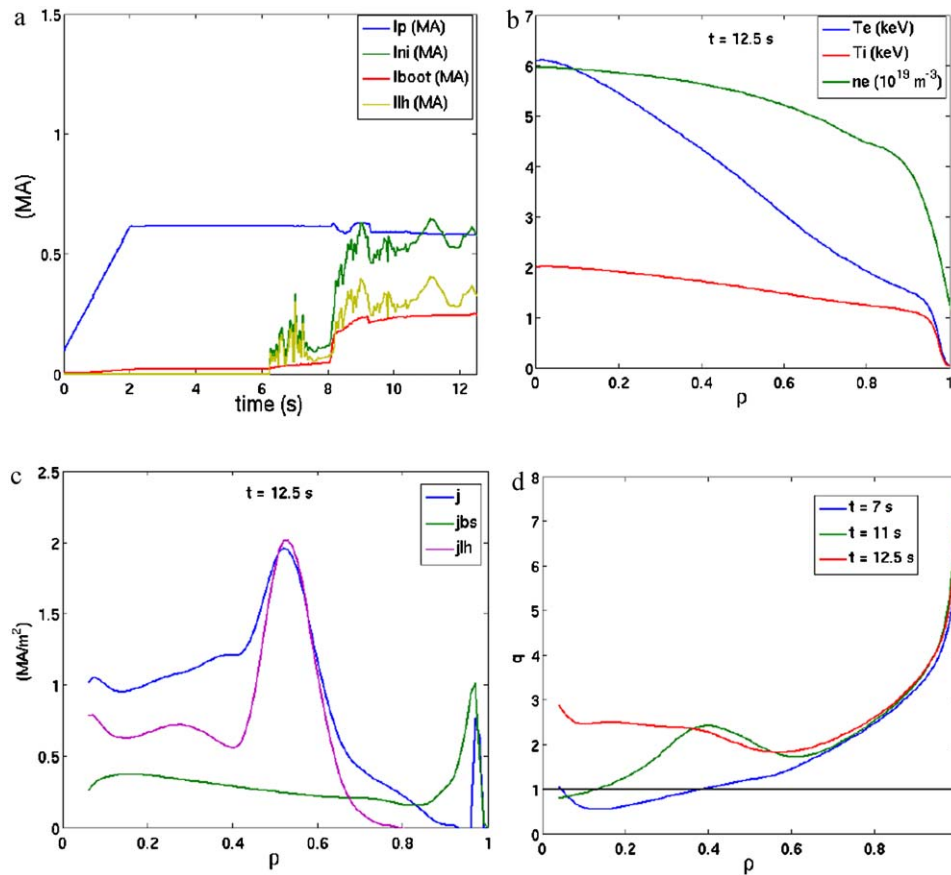 a
1.5
1
0.5
0
(MA)
Ip (MA)
Ini (MA)
Iboot (MA)
Ilh (MA)
0 2 4 6 8 10 12
time (s)
b
7
6
5
4
3
2
1
0
t = 12.5 s
Te (keV)
Ti (keV)
ne (10¹⁹ m⁻³)
0 0.2 0.4 0.6 0.8 1
ρ
c
2.5
2
1.5
1
0.5
0
(MA/m²)
t = 12.5 s
j
jbs
jlh
0 0.2 0.4 0.6 0.8 1
ρ
d
8
7
6
5
4
3
2
1
0
q
t = 7 s
t = 11 s
t = 12.5 s
0 0.2 0.4 0.6 0.8
ρ